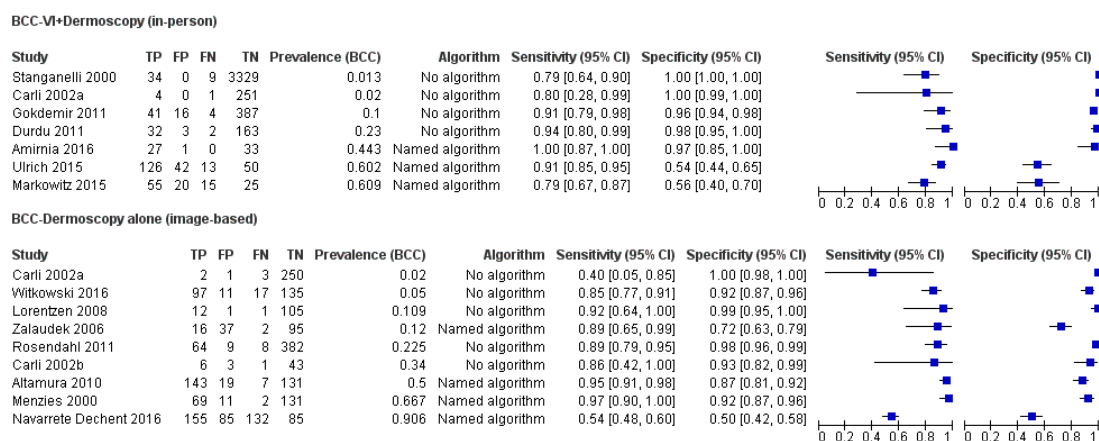 BCC-VI+Dermoscopy (in-person)
Study TP FP FN TN Prevalence (BCC) Algorithm Sensitivity (95% CI) Specificity (95% CI) Sensitivity (95% CI) Specificity (95% CI)
Stanganelli 2000 34 0 9 3329 0.013 No algorithm 0.79 [0.64, 0.90] 1.00 [1.00, 1.00]
Carli 2002a 4 0 1 251 0.02 No algorithm 0.80 [0.28, 0.99] 1.00 [0.99, 1.00]
Gokdemir 2011 41 16 4 387 0.1 No algorithm 0.91 [0.79, 0.98] 0.96 [0.94, 0.98]
Durdu 2011 32 3 2 163 0.23 No algorithm 0.94 [0.80, 0.99] 0.98 [0.95, 1.00]
Amirnia 2016 27 1 0 33 0.443 Named algorithm 1.00 [0.87, 1.00] 0.97 [0.85, 1.00]
Ulrich 2015 126 42 13 50 0.602 Named algorithm 0.91 [0.85, 0.95] 0.54 [0.44, 0.65]
Markowitz 2015 55 20 15 25 0.609 Named algorithm 0.79 [0.67, 0.87] 0.56 [0.40, 0.70]
0 0.2 0.4 0.6 0.8 1 0 0.2 0.4 0.6 0.8 1
BCC-Dermoscopy alone (image-based)
Study TP FP FN TN Prevalence (BCC) Algorithm Sensitivity (95% CI) Specificity (95% CI) Sensitivity (95% CI) Specificity (95% CI)
Carli 2002a 2 1 3 250 0.02 No algorithm 0.40 [0.05, 0.85] 1.00 [0.98, 1.00]
Witkowski 2016 97 11 17 135 0.05 No algorithm 0.85 [0.77, 0.91] 0.92 [0.87, 0.96]
Lorentzen 2008 12 1 1 105 0.109 No algorithm 0.92 [0.64, 1.00] 0.99 [0.95, 1.00]
Zalaudek 2006 16 37 2 95 0.12 Named algorithm 0.89 [0.65, 0.99] 0.72 [0.63, 0.79]
Rosendahl 2011 64 9 8 382 0.225 No algorithm 0.89 [0.79, 0.95] 0.98 [0.96, 0.99]
Carli 2002b 6 3 1 43 0.34 No algorithm 0.86 [0.42, 1.00] 0.93 [0.82, 0.99]
Altamura 2010 143 19 7 131 0.5 Named algorithm 0.95 [0.91, 0.98] 0.87 [0.81, 0.92]
Menzies 2000 69 11 2 131 0.667 Named algorithm 0.97 [0.90, 1.00] 0.92 [0.87, 0.96]
Navarrete Dechent 2016 155 85 132 85 0.906 Named algorithm 0.54 [0.48, 0.60] 0.50 [0.42, 0.58]
0 0.2 0.4 0.6 0.8 1 0 0.2 0.4 0.6 0.8 1